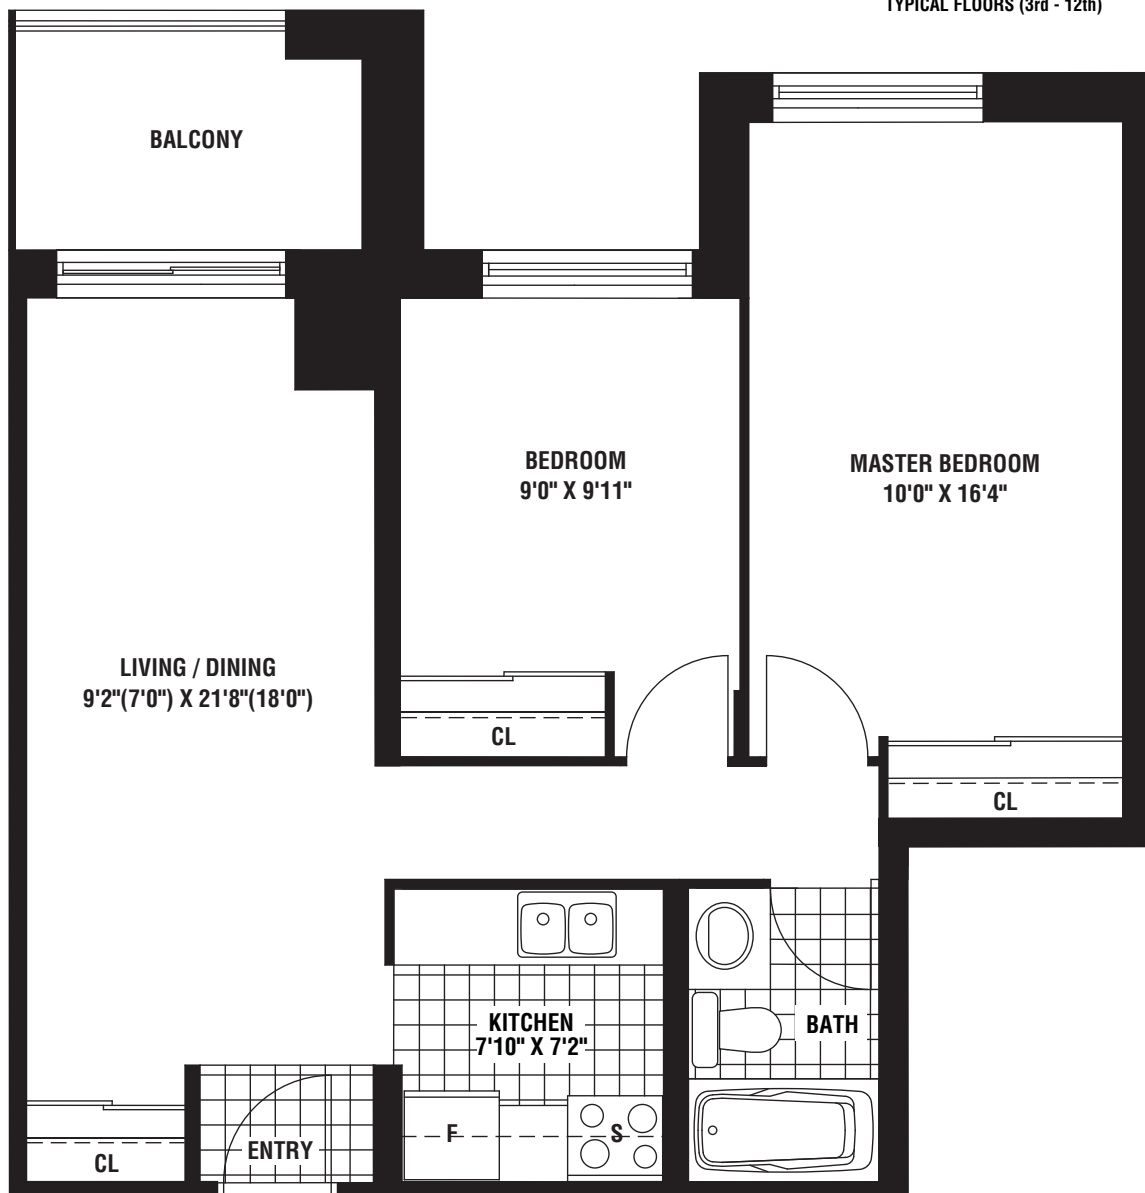 TYPICAL FLOORS (3rd - 12th)
BALCONY
BEDROOM
9'0" X 9'11"
MASTER BEDROOM
10'0" X 16'4"
LIVING / DINING
9'2"(7'0") X 21'8"(18'0")
CL
CL
KITCHEN
7'10" X 7'2"
BATH
F
S
ENTRY
CL